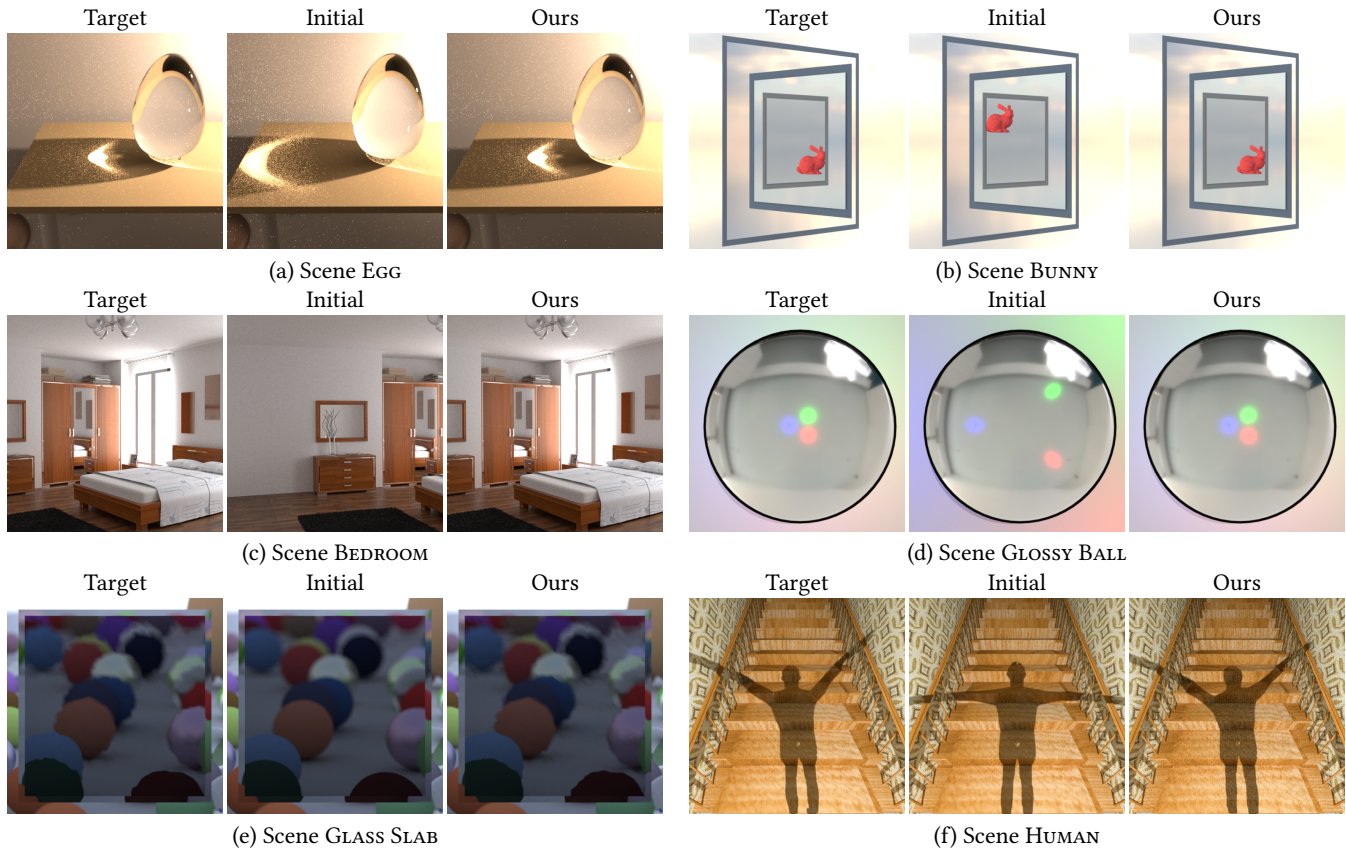 Target Initial Ours
Target Initial Ours
(a) Scene Egg
(b) Scene Bunny
Target Initial Ours
Target Initial Ours
(c) Scene Bedroom
(d) Scene Glossy Ball
Target Initial Ours
Target Initial Ours
(e) Scene Glass Slab
(f) Scene Human